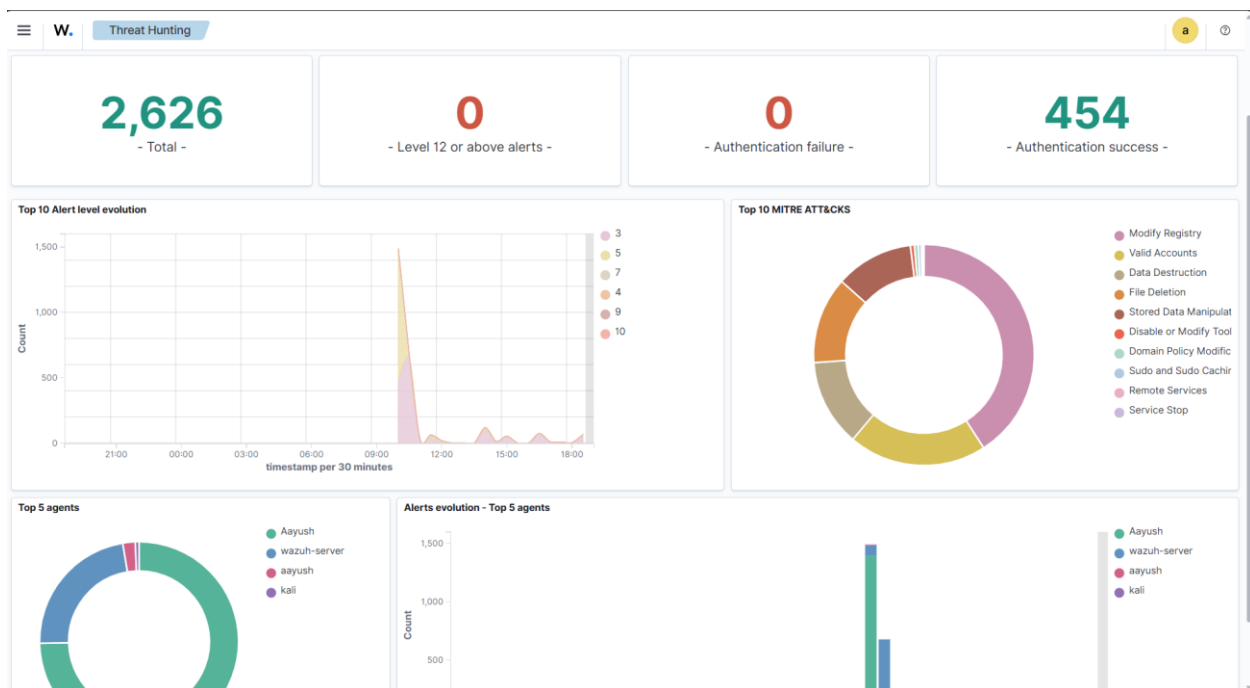 W. Threat Hunting a
2,626
- Total -
0
- Level 12 or above alerts -
0
- Authentication failure -
454
- Authentication success -
Top 10 Alert level evolution
1,500
1,000
500
0
Count
21:00 00:00 03:00 06:00 09:00 12:00 15:00 18:00
timestamp per 30 minutes
3
5
7
4
9
10
Top 10 MITRE ATT&CKS
Modify Registry
Valid Accounts
Data Destruction
File Deletion
Stored Data Manipulat
Disable or Modify Tool
Domain Policy Modific
Sudo and Sudo Cachir
Remote Services
Service Stop
Top 5 agents
Aayush
wazuh-server
aayush
kali
Alerts evolution - Top 5 agents
1,500
1,000
500
Count
Aayush
wazuh-server
aayush
kali